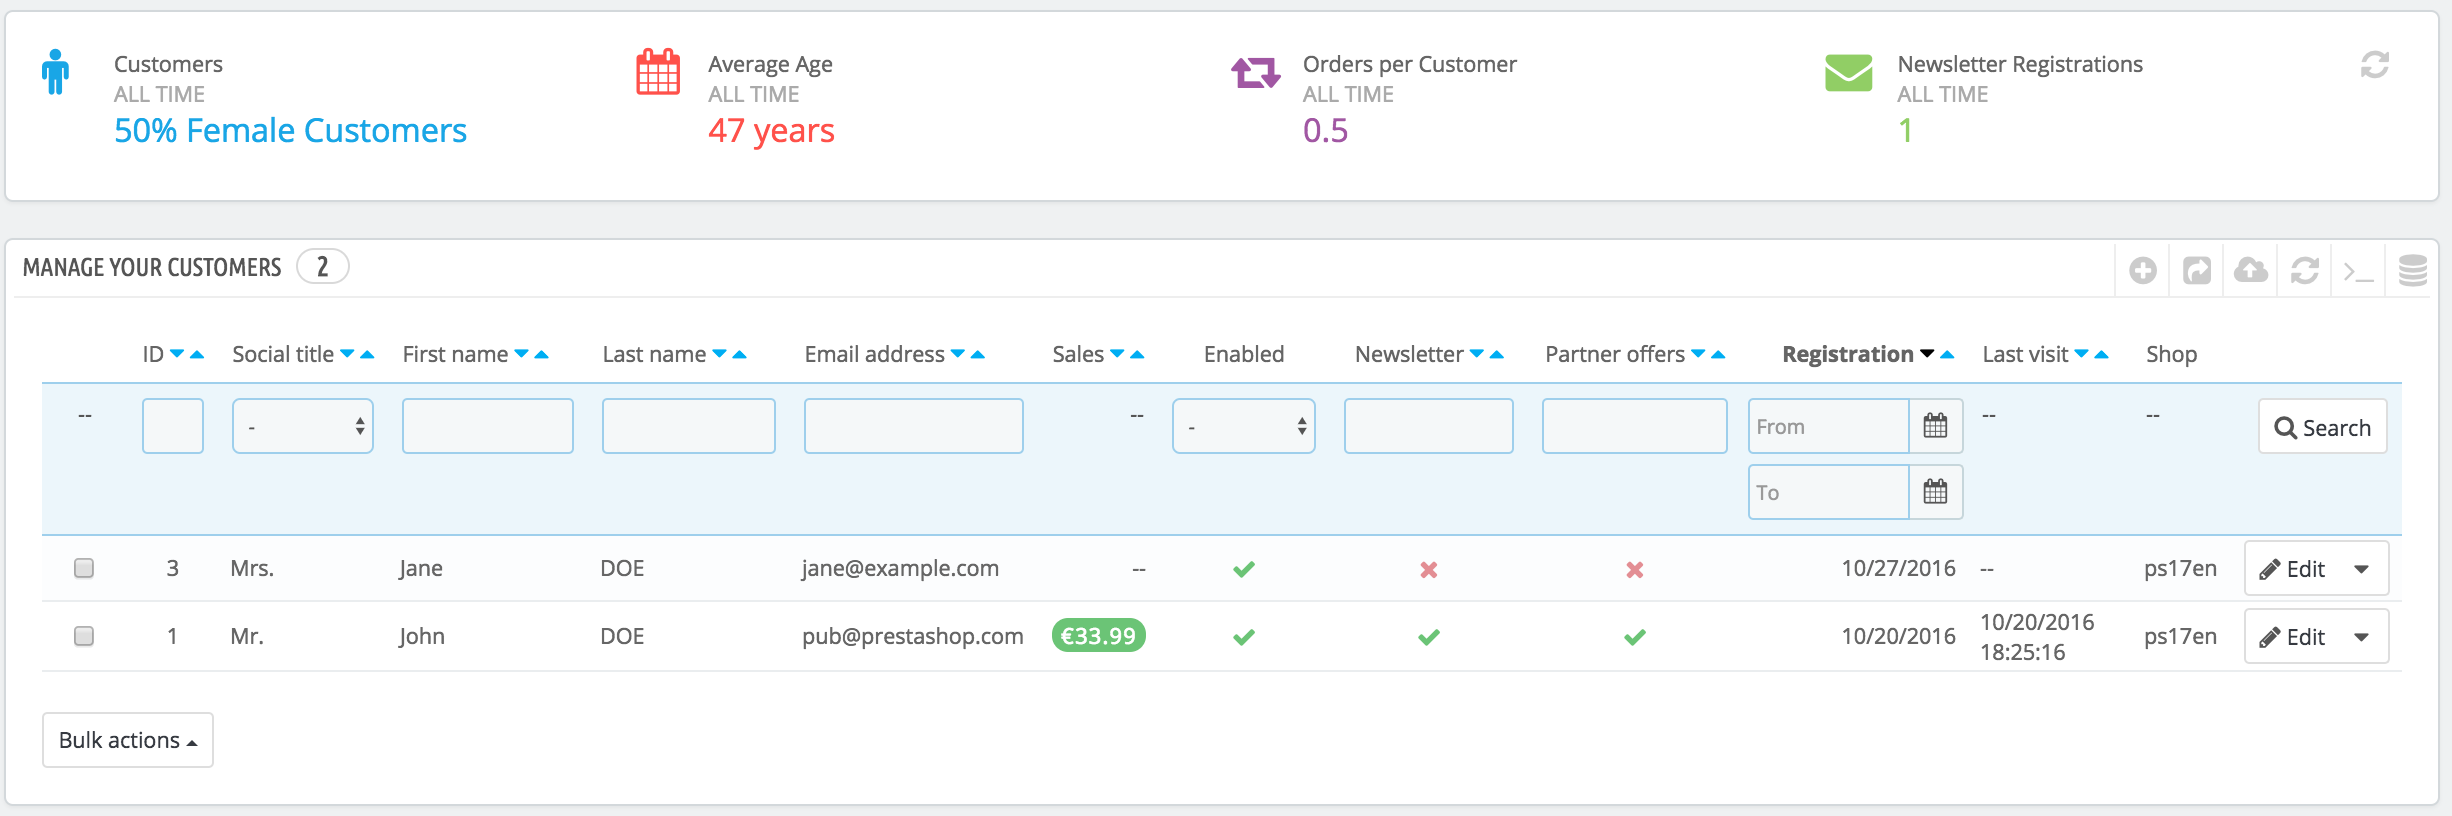 Customers
ALL TIME
50% Female Customers
Average Age
ALL TIME
47 years
Orders per Customer
ALL TIME
0.5
Newsletter Registrations
ALL TIME
1
MANAGE YOUR CUSTOMERS 2
ID Social title First name Last name Email address Sales Enabled Newsletter Partner offers Registration Last visit Shop
-- - -- - From -- -- Search
To
3 Mrs. Jane DOE jane@example.com -- 10/27/2016 -- ps17en Edit
1 Mr. John DOE pub@prestashop.com €33.99 10/20/2016 10/20/2016 18:25:16 ps17en Edit
Bulk actions